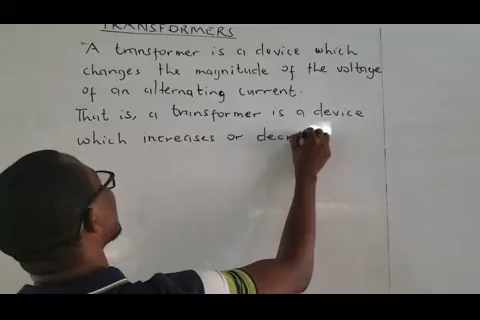 TRANSFORMERS
A transformer is a device which
changes the magnitude of the voltage
of an alternating current.
That is, a transformer is a device
which increases or decre